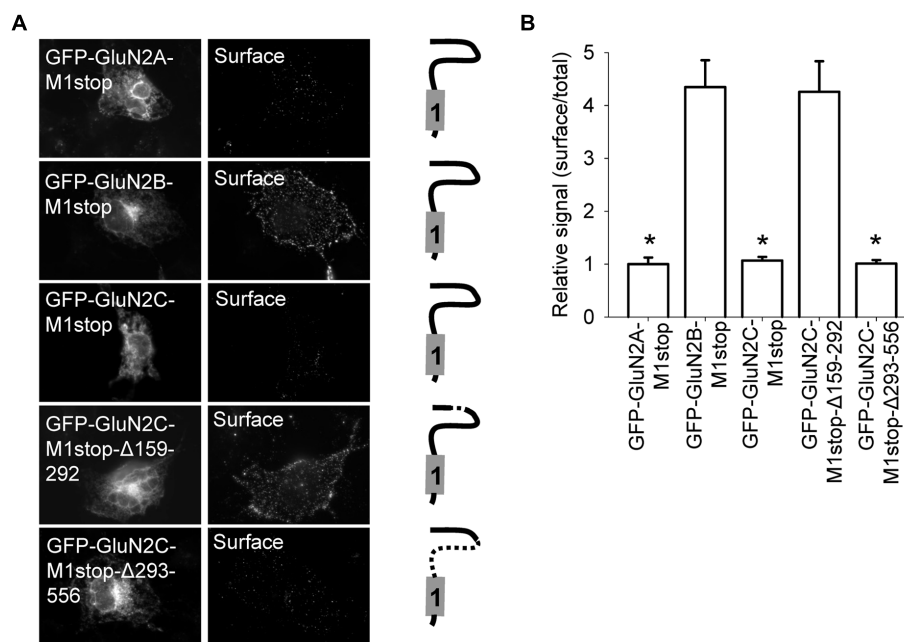 A
GFP-GluN2A-
M1stop
Surface
1
GFP-GluN2B-
M1stop
Surface
1
GFP-GluN2C-
M1stop
Surface
1
GFP-GluN2C-
M1stop-Δ159-
292
Surface
1
GFP-GluN2C-
M1stop-Δ293-
556
Surface
1
B
Relative signal (surface/total)
5
4
3
2
1
0
*
*
*
GFP-GluN2A-
M1stop
GFP-GluN2B-
M1stop
GFP-GluN2C-
M1stop
GFP-GluN2C-
M1stop-Δ159-292
GFP-GluN2C-
M1stop-Δ293-556